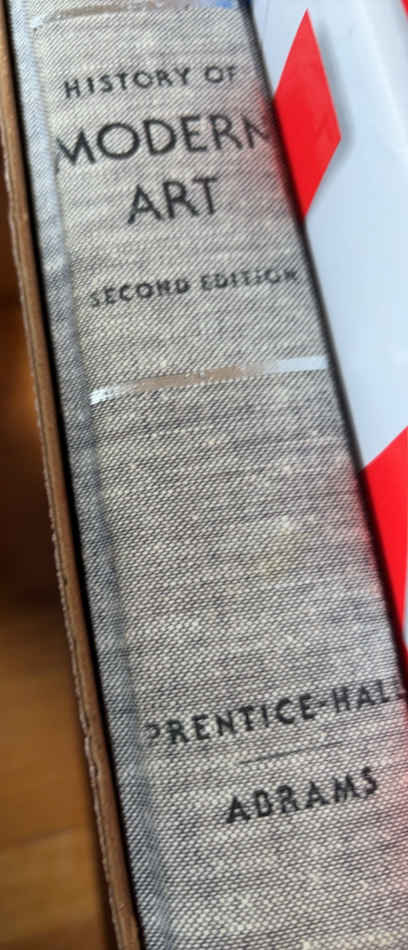 HISTORY OF
MODERN
ART
SECOND EDITION
PRENTICE-HALL
ABRAMS